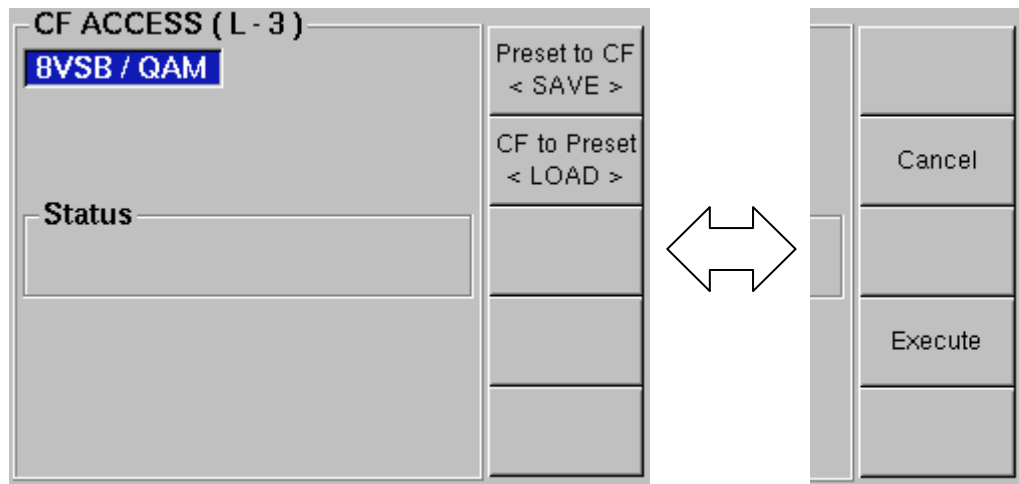 CF ACCESS ( L - 3 )
8VSB / QAM
Preset to CF
< SAVE >
CF to Preset
< LOAD >
Status
Cancel
Execute